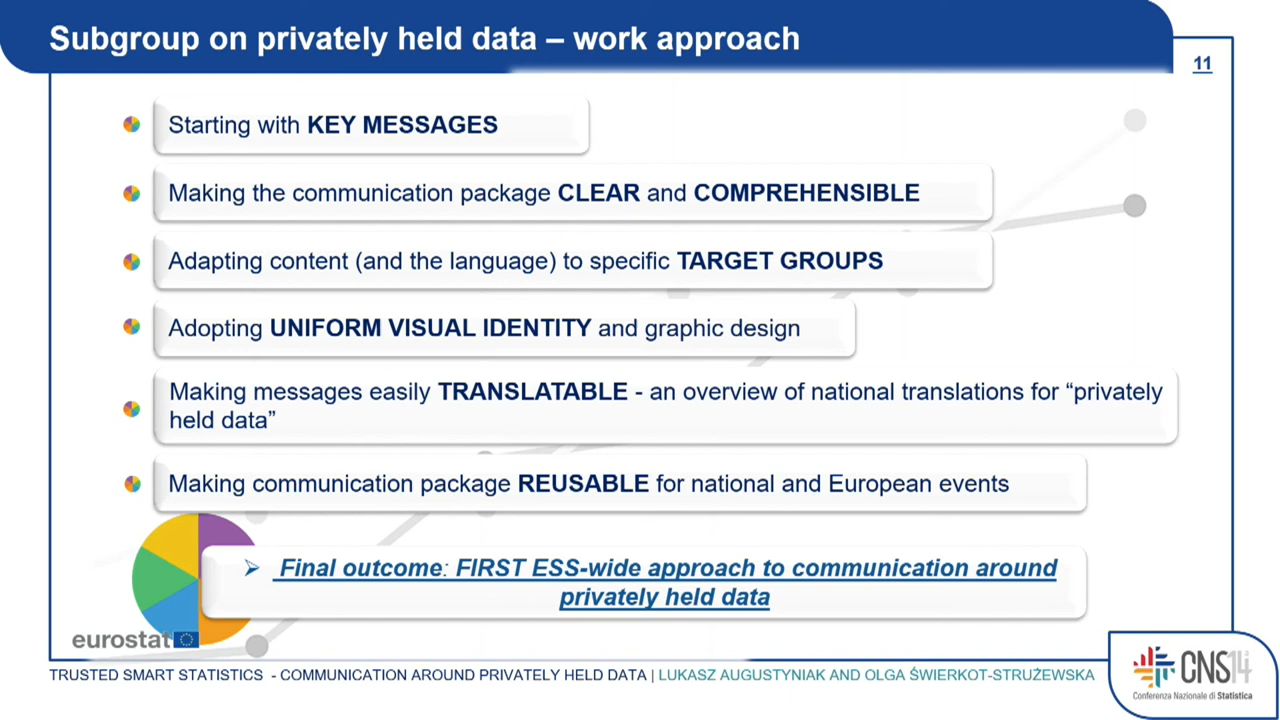 Subgroup on privately held data – work approach
11
Starting with KEY MESSAGES
Making the communication package CLEAR and COMPREHENSIBLE
Adapting content (and the language) to specific TARGET GROUPS
Adopting UNIFORM VISUAL IDENTITY and graphic design
Making messages easily TRANSLATABLE - an overview of national translations for “privately
held data”
Making communication package REUSABLE for national and European events
Final outcome: FIRST ESS-wide approach to communication around
privately held data
eurostat
TRUSTED SMART STATISTICS - COMMUNICATION AROUND PRIVATELY HELD DATA | LUKASZ AUGUSTYNIAK AND OLGA ŚWIERKOT-STRUŻEWSKA
CNS14
Conferenza Nazionale di Statistica